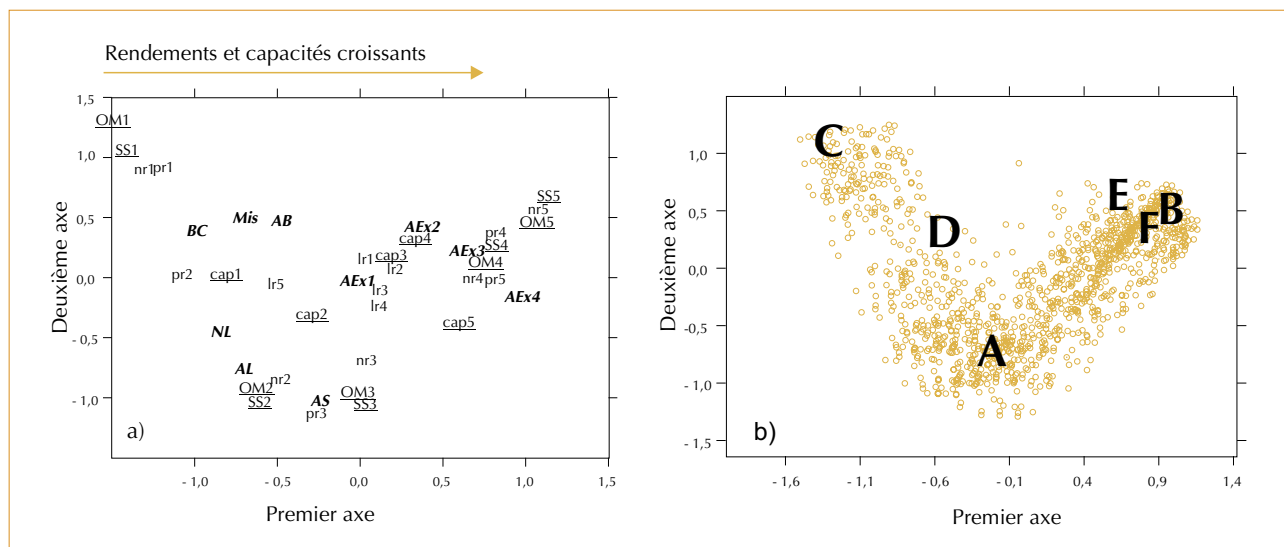 Rendements et capacités croissants
1,5
OM1
1,0
SS1
nr1 pr1
SS5
0,5
Mis
AB
AEx2
nr5
OM5
BC
cap4
pr4
SS4
AEx3
lr1
cap3
OM4
lr2
0,0
pr2
cap1
lr5
AEx1
nr4
pr5
lr3
AEx4
lr4
cap2
cap5
- 0,5
NL
nr3
AL
nr2
OM2
OM3
- 1,0
SS2
AS
SS3
pr3
a)
- 1,0
- 0,5
0,0
0,5
1,0
1,5
Premier axe
Deuxième axe
C
1,0
E
B
0,5
F
D
0,0
- 0,5
A
- 1,0
b)
- 1,5
- 1,6
- 1,1
- 0,6
- 0,1
0,4
0,9
1,4
Premier axe
Deuxième axe